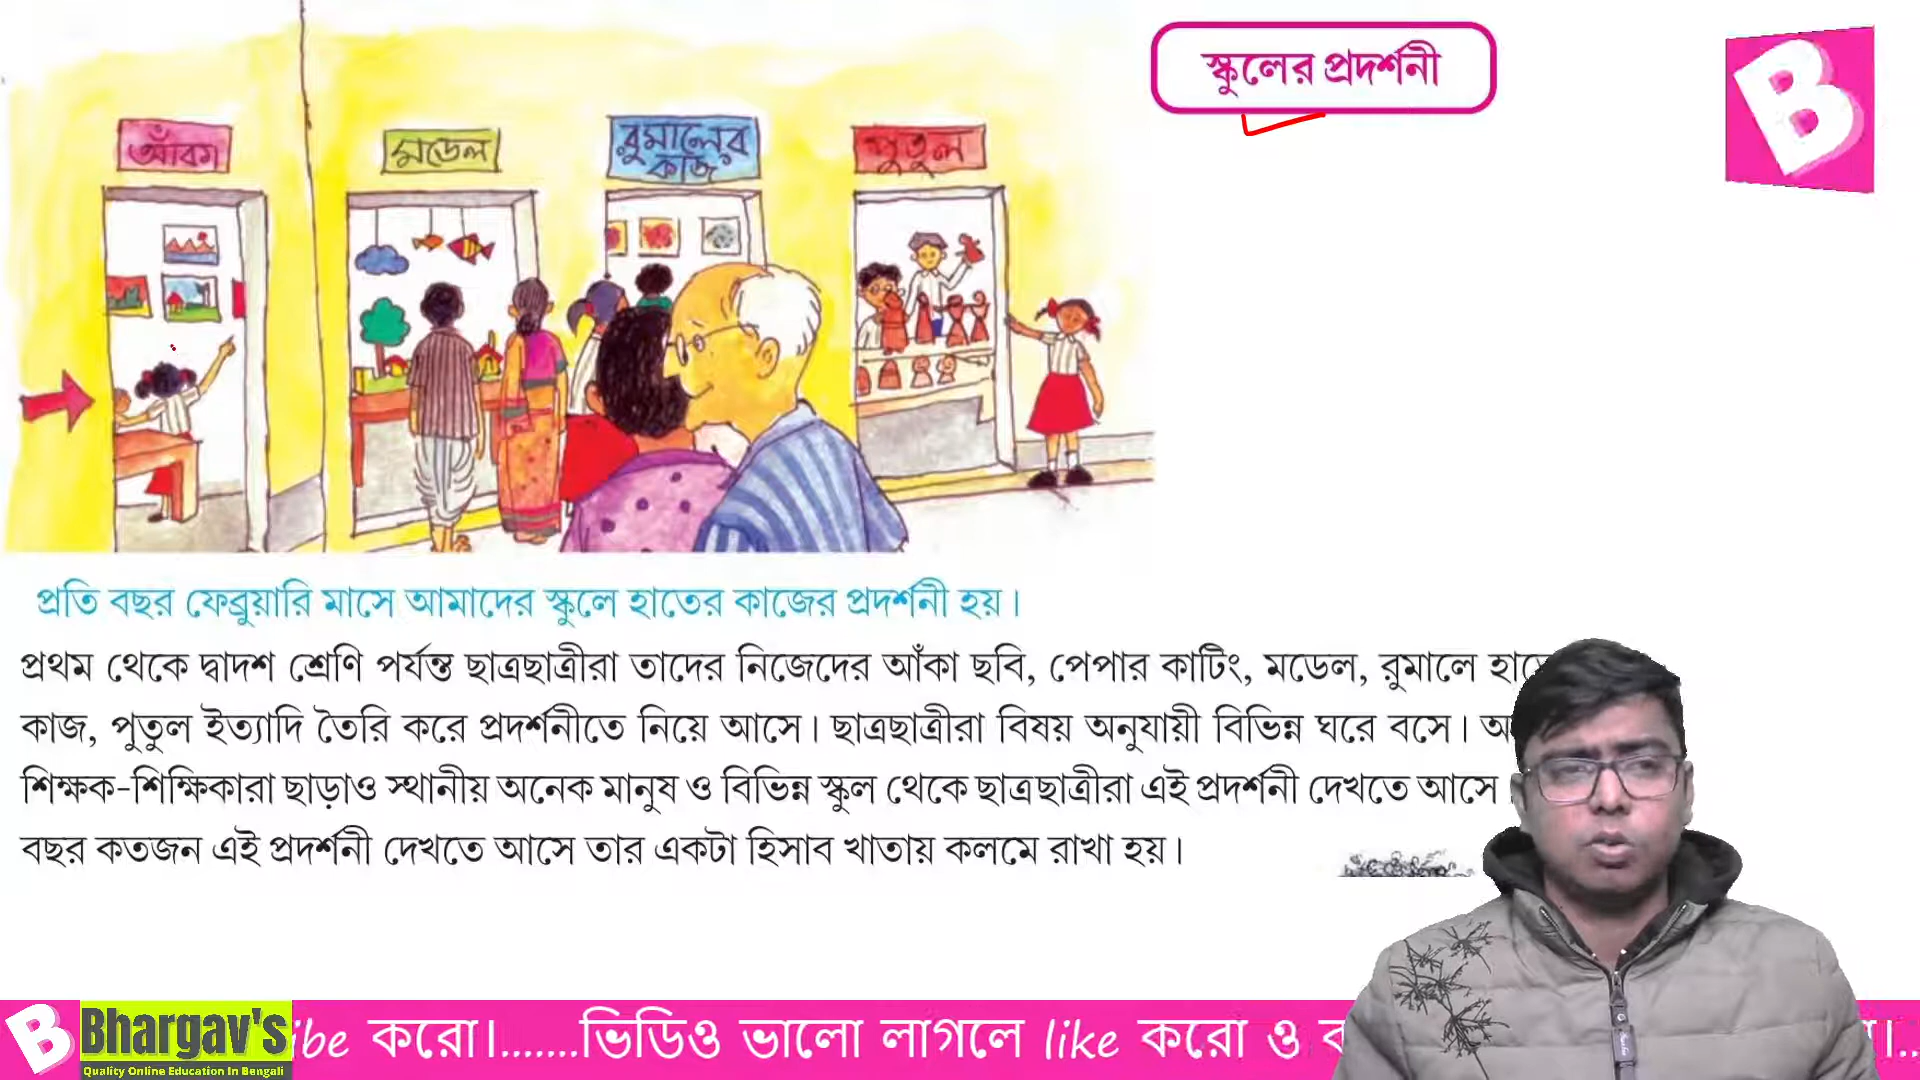 স্কুলের প্রদর্শনী
B
আঁকা
মডেল
রুমালের
কাজ
পুতুল
প্রতি বছর ফেব্রুয়ারি মাসে আমাদের স্কুলে হাতের কাজের প্রদর্শনী হয়।
প্রথম থেকে দ্বাদশ শ্রেণি পর্যন্ত ছাত্রছাত্রীরা তাদের নিজেদের আঁকা ছবি, পেপার কাটিং, মডেল, রুমালে
কাজ, পুতুল ইত্যাদি তৈরি করে প্রদর্শনীতে নিয়ে আসে। ছাত্রছাত্রীরা বিষয় অনুযায়ী বিভিন্ন ঘরে বসে।
শিক্ষক-শিক্ষিকারা ছাড়াও স্থানীয় অনেক মানুষ ও বিভিন্ন স্কুল থেকে ছাত্রছাত্রীরা এই প্রদর্শনী দেখতে আসে
বছর কতজন এই প্রদর্শনী দেখতে আসে তার একটা হিসাব খাতায় কলমে রাখা হয়।
B Bhargav's
Quality Online Education In Bengali
ibe করো।.......ভিডিও ভালো লাগলে like করো ও